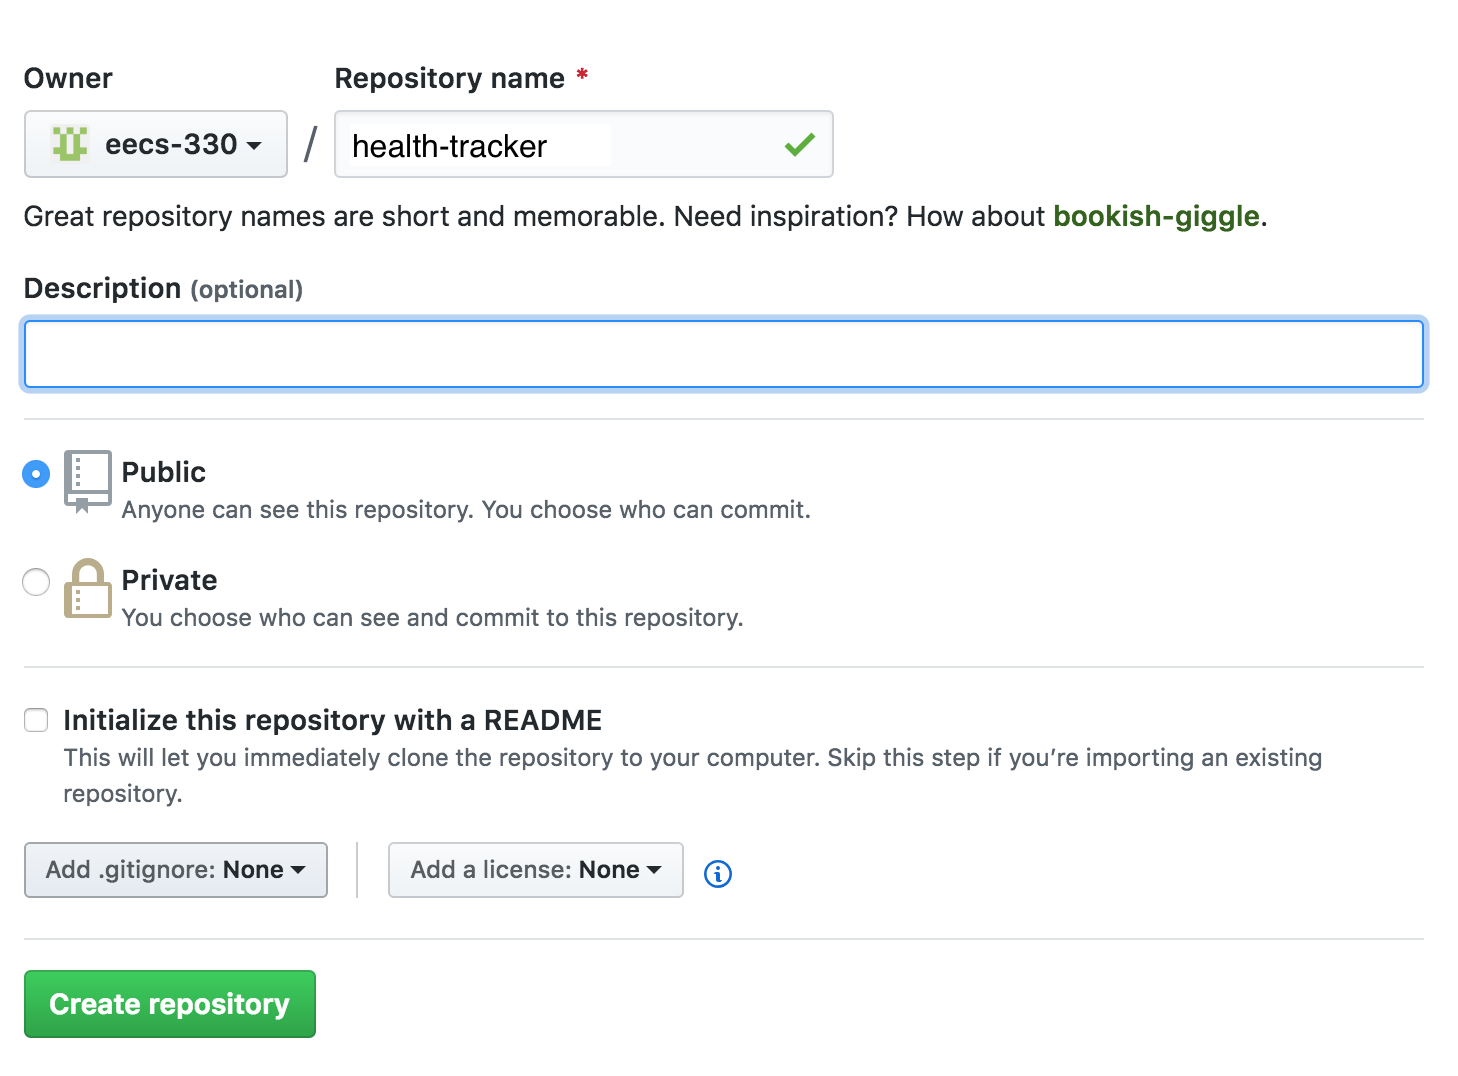 Owner
Repository name *
eecs-330 / health-tracker
Great repository names are short and memorable. Need inspiration? How about bookish-giggle.
Description (optional)
Public
Anyone can see this repository. You choose who can commit.
Private
You choose who can see and commit to this repository.
Initialize this repository with a README
This will let you immediately clone the repository to your computer. Skip this step if you’re importing an existing
repository.
Add .gitignore: None
Add a license: None
Create repository